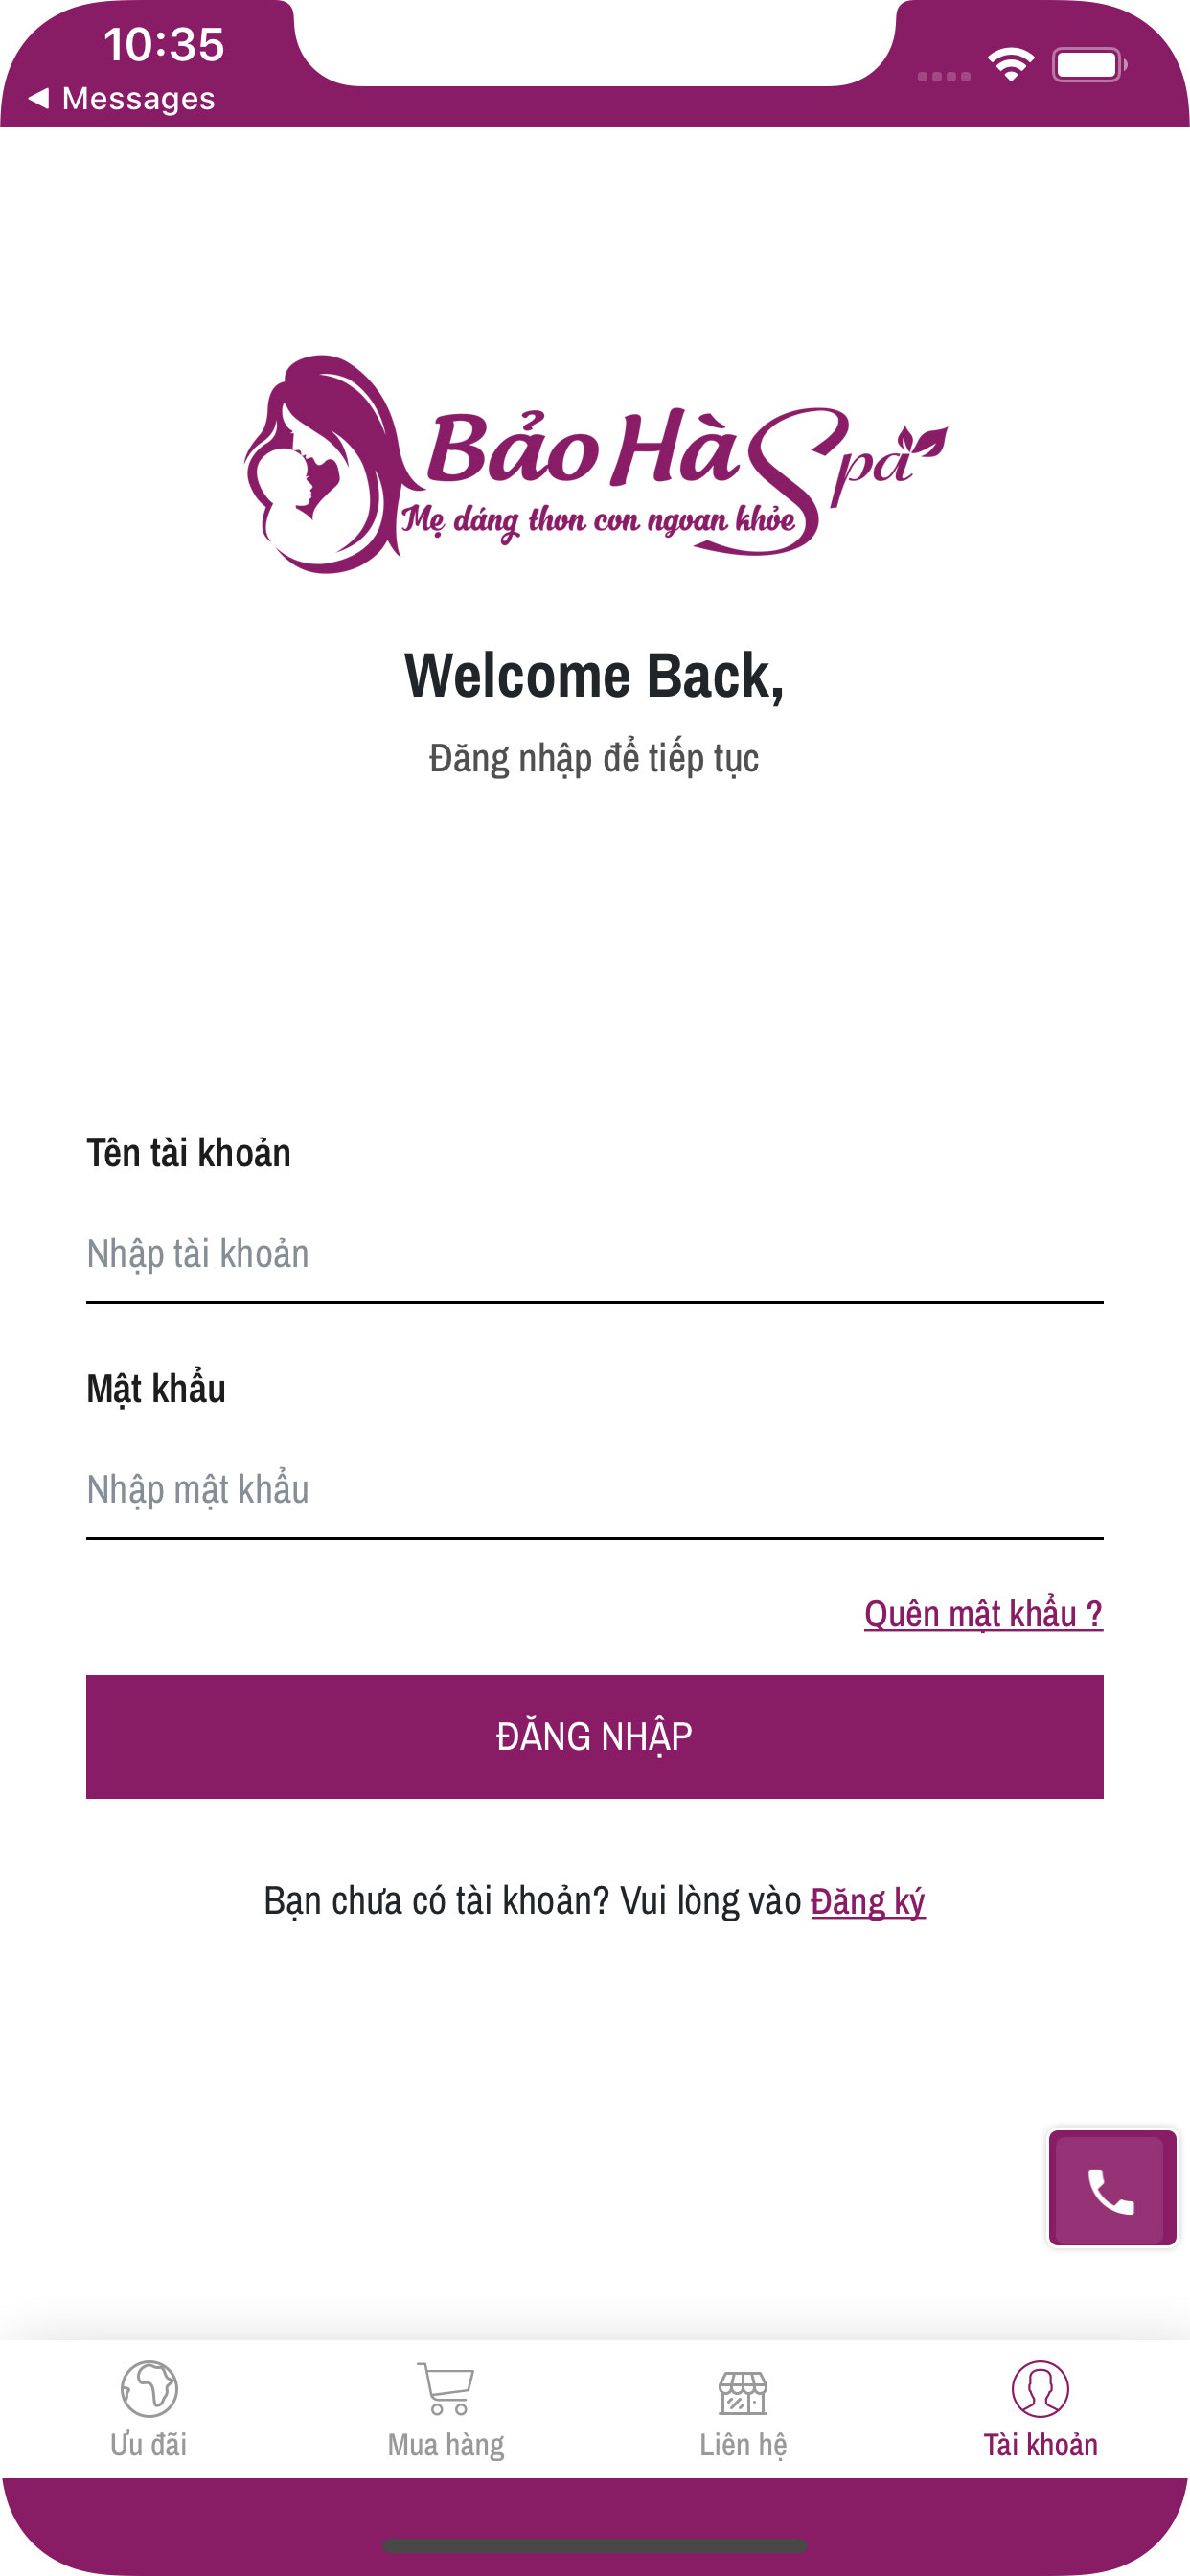 10:35
Messages
Bảo Hà Spa
Mẹ dáng thon con ngoan khỏe
Welcome Back,
Đăng nhập để tiếp tục
Tên tài khoản
Nhập tài khoản
Mật khẩu
Nhập mật khẩu
Quên mật khẩu ?
ĐĂNG NHẬP
Bạn chưa có tài khoản? Vui lòng vào Đăng ký
Ưu đãi
Mua hàng
Liên hệ
Tài khoản